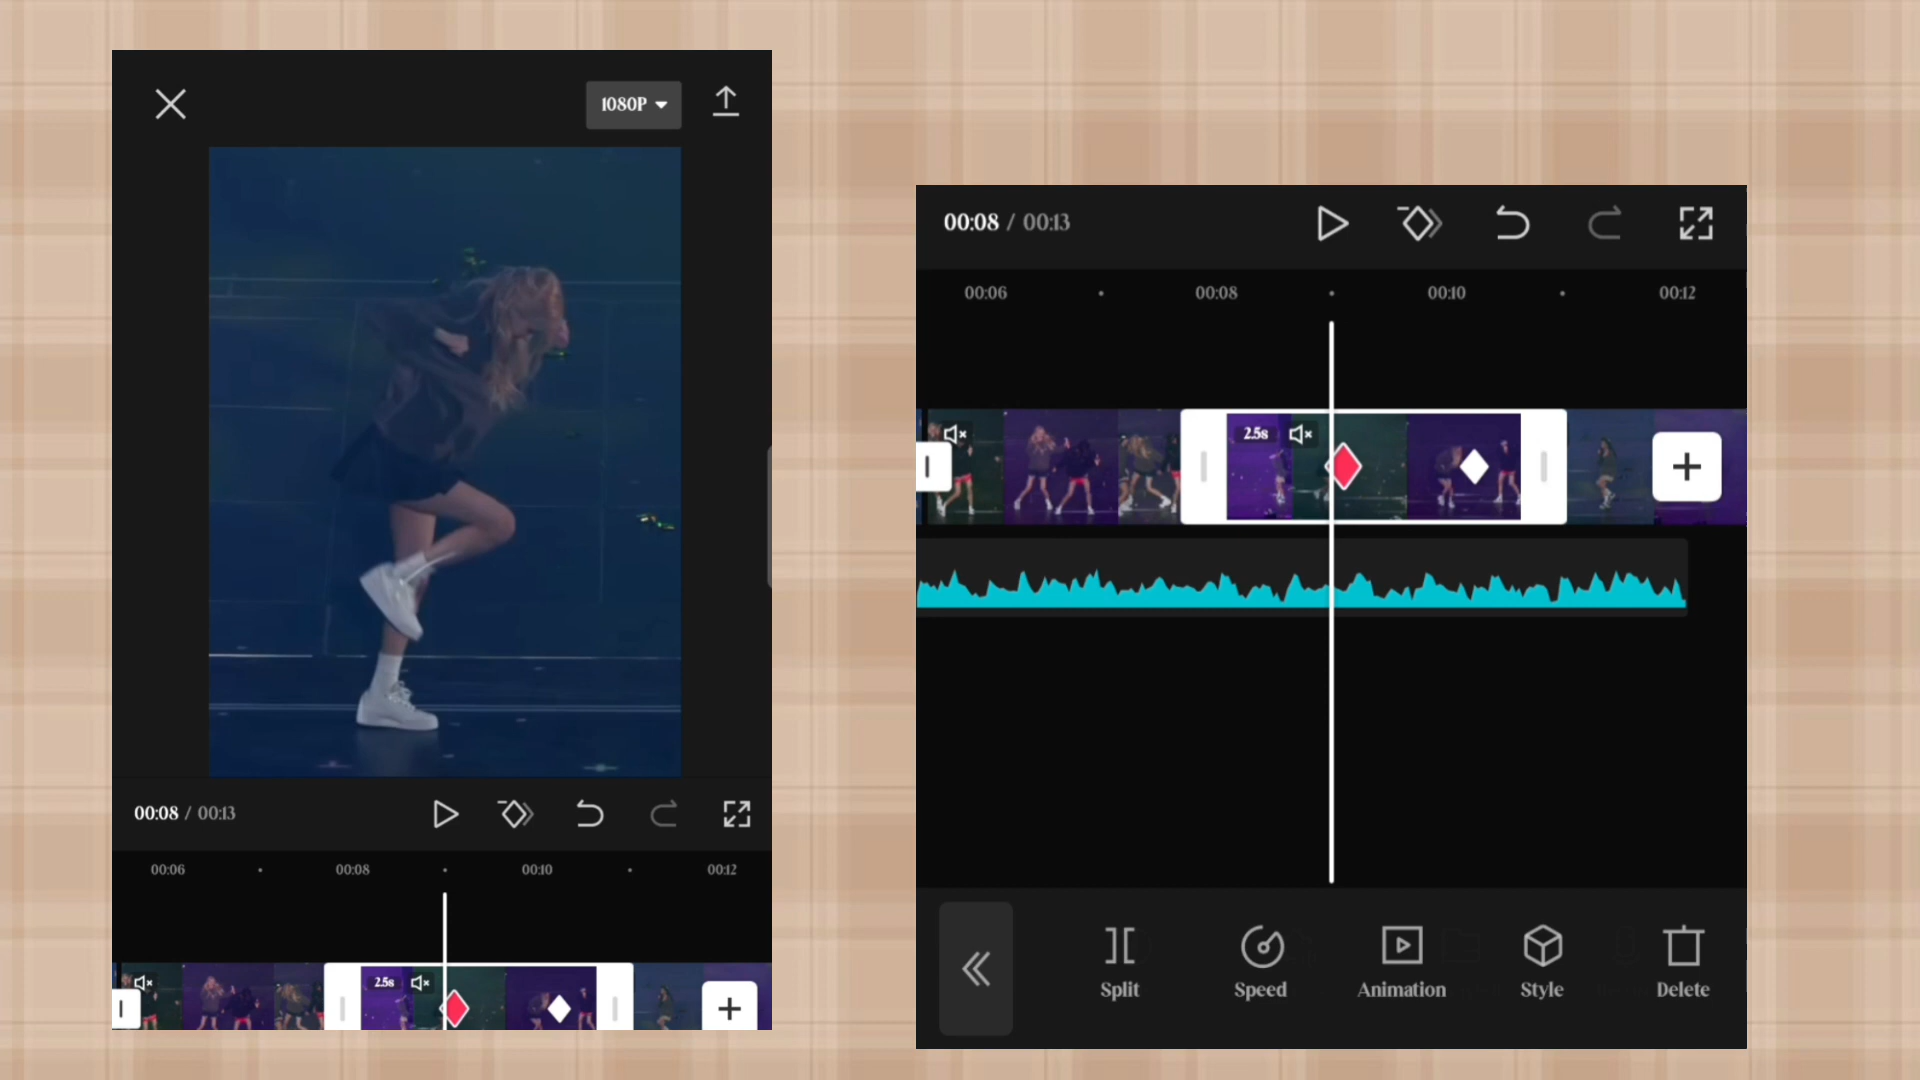 1080P
00:08 / 00:13
00:06
00:08
00:10
00:12
2.5s
00:08 / 00:13
00:06
00:08
00:10
00:12
2.5s
Split
Speed
Animation
Style
Delete